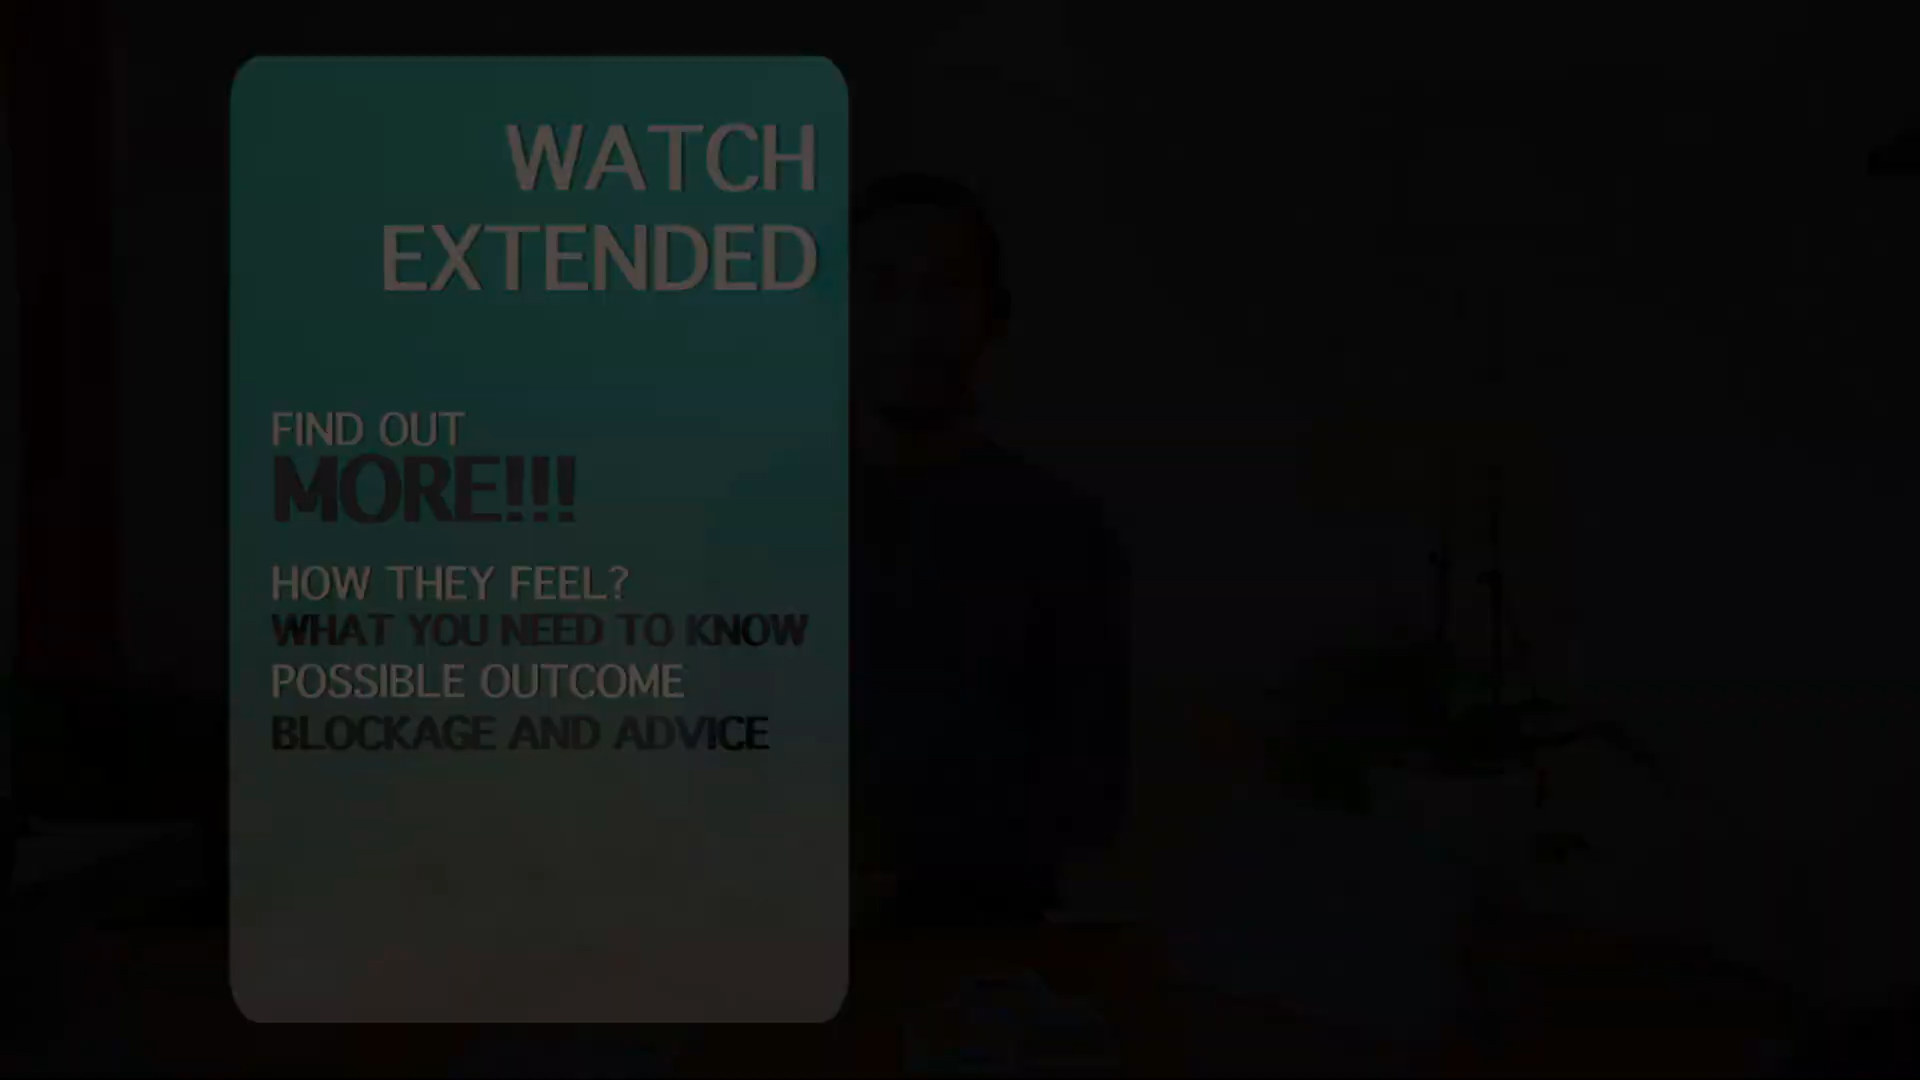 WATCH
EXTENDED
FIND OUT
MORE!!!
HOW THEY FEEL?
WHAT YOU NEED TO KNOW
POSSIBLE OUTCOME
BLOCKAGE AND ADVICE